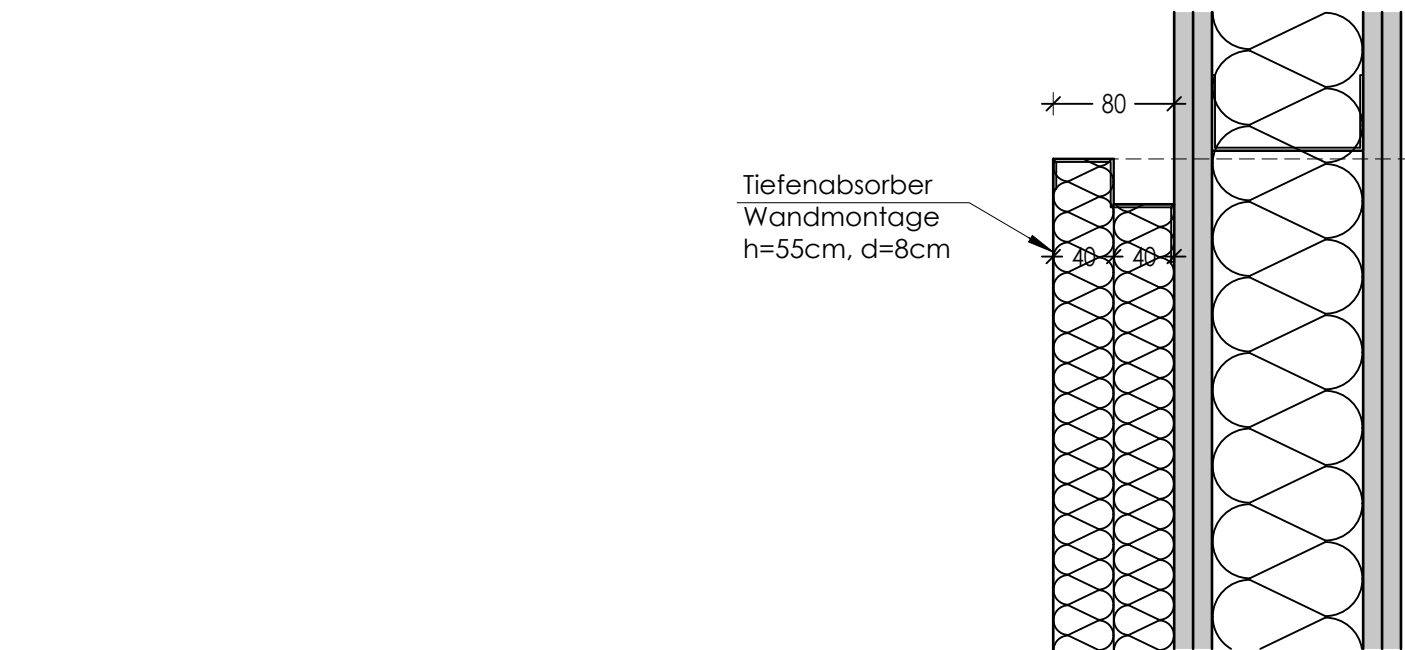 80
Tiefenabsorber
Wandmontage
h=55cm, d=8cm
40 40